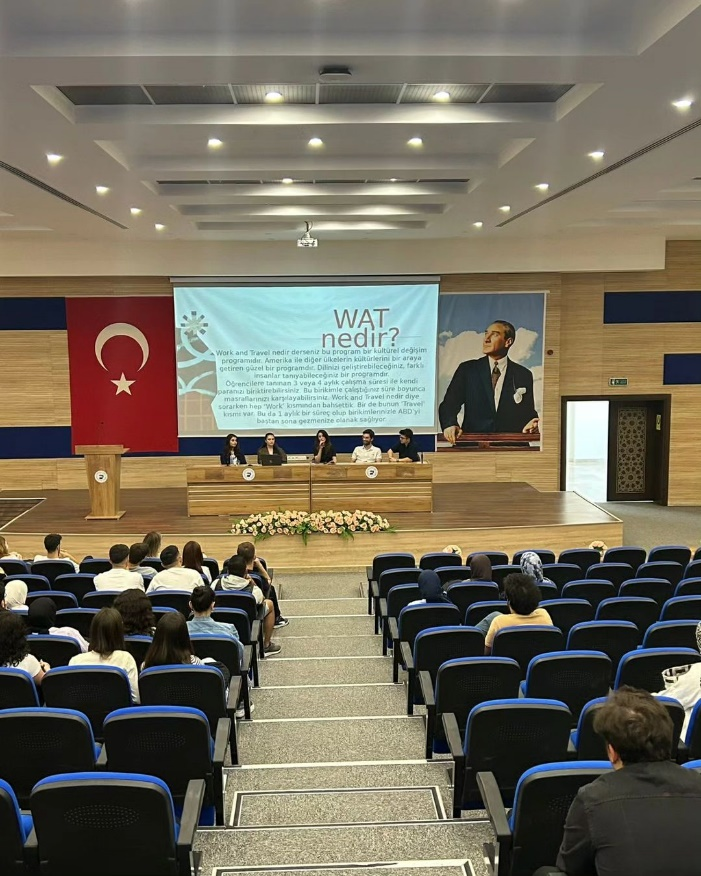 WAT
nedir?
Work and Travel nedir derseniz bu program bir kültürel değişim
programıdır. Amerika ile diğer ülkelerin kültürlerini bir araya
getiren güzel bir programdır. Dilinizi geliştirebileceğiniz, farklı
insanlar tanıyabileceğiniz bir programdır.
Öğrencilere tanınan 3 veya 4 aylık çalışma süresi ile kendi
paranızı biriktirebilirsiniz. Bu birikimle çalıştığınız süre boyunca
masraflarınızı karşılayabilirsiniz. Work and Travel nedir diye
sorarken hep 'Work' kısmından bahsettik. Bir de bunun 'Travel'
kısmı var. Bu da 1 aylık bir süreç olup birikimlerinizle ABD'yi
baştan sona gezmenize olanak sağlıyor.